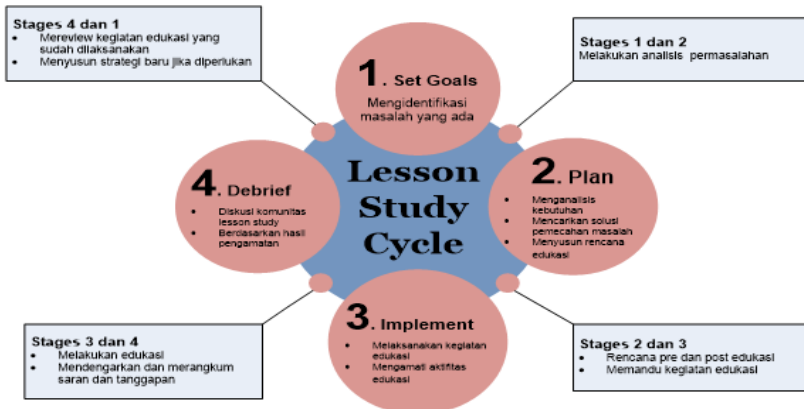 Stages 4 dan 1
• Mereview kegiatan edukasi yang
sudah dilaksanakan
• Menyusun strategi baru jika diperlukan
Stages 1 dan 2
Melakukan analisis permasalahan
1. Set Goals
Mengidentifikasi
masalah yang ada
Lesson
Study
Cycle
2. Plan
• Menganalisis
kebutuhan
• Mencarikan solusi
pemecahan masalah
• Menyusun rencana
edukasi
4. Debrief
• Diskusi komunitas
lesson study
• Berdasarkan hasil
pengamatan
3. Implement
• Melaksanakan kegiatan
edukasi
• Mengamati aktifitas
edukasi
Stages 3 dan 4
• Melakukan edukasi
• Mendengarkan dan merangkum
saran dan tanggapan
Stages 2 dan 3
• Rencana pre dan post edukasi
• Memandu kegiatan edukasi